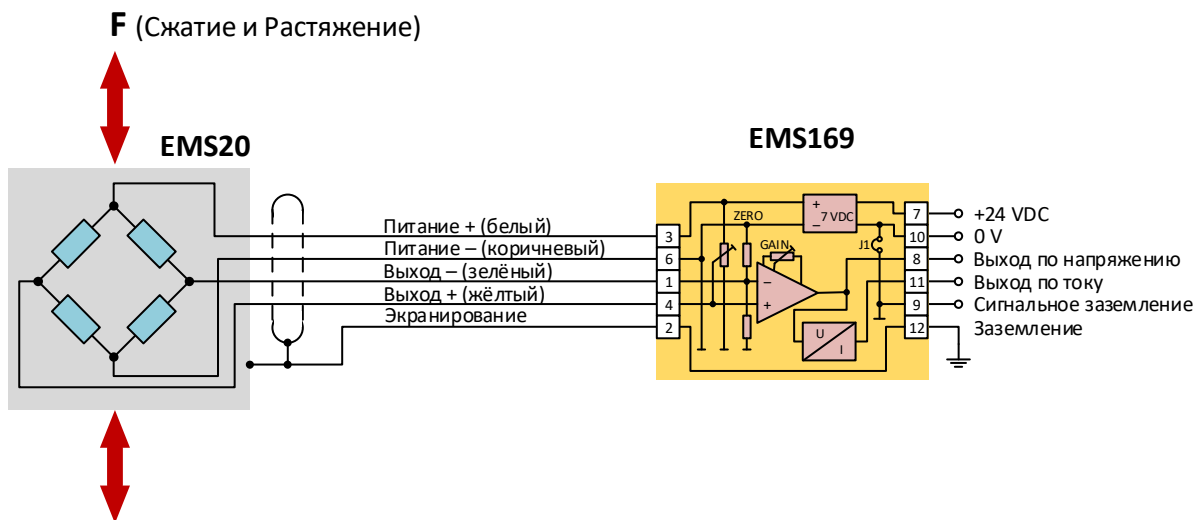 F (Сжатие и Растяжение)
EMS20
EMS169
Питание + (белый)
Питание – (коричневый)
Выход – (зелёный)
Выход + (жёлтый)
Экранирование
3
6
1
4
2
ZERO
GAIN
+
7 VDC
–
J1
–
+
U
I
7
10
8
11
9
12
+24 VDC
0 V
Выход по напряжению
Выход по току
Сигнальное заземление
Заземление